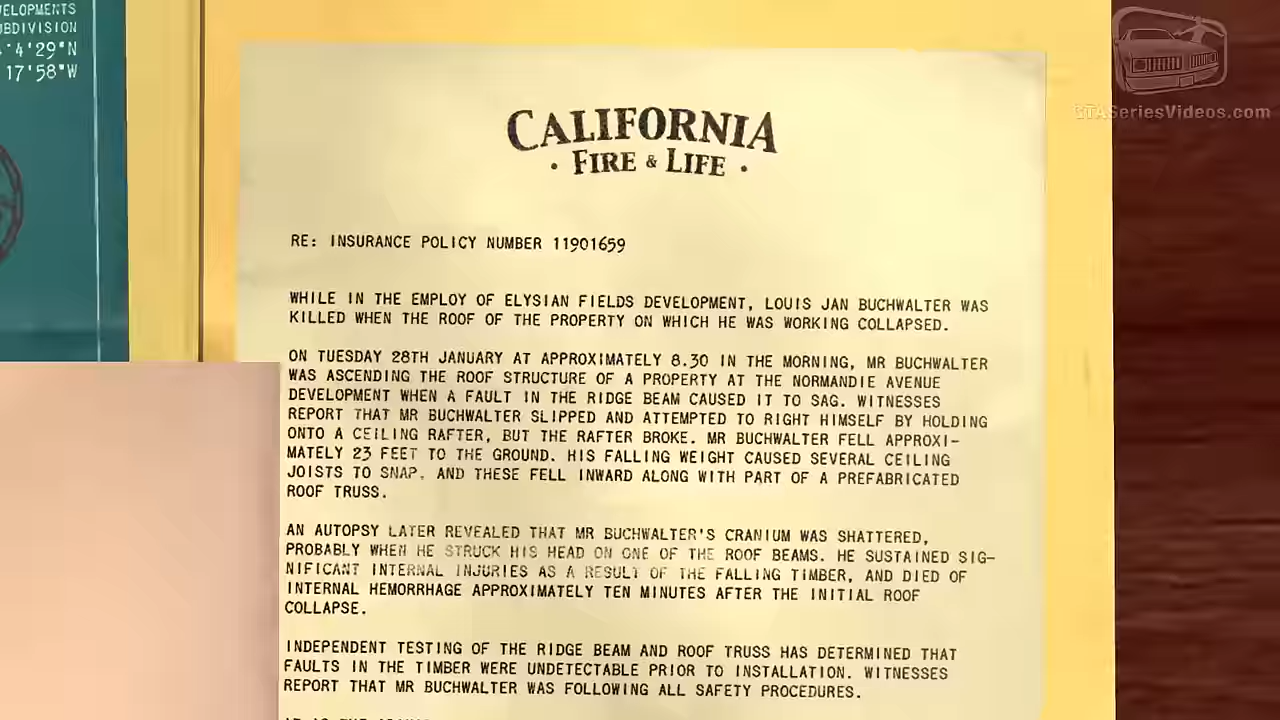 ELOPMENTS
BDIVISION
4'29"N
17'58"W
GTASeriesVideos.com
CALIFORNIA
· FIRE & LIFE ·
RE: INSURANCE POLICY NUMBER 11901659
WHILE IN THE EMPLOY OF ELYSIAN FIELDS DEVELOPMENT, LOUIS JAN BUCHWALTER WAS
KILLED WHEN THE ROOF OF THE PROPERTY ON WHICH HE WAS WORKING COLLAPSED.
ON TUESDAY 28TH JANUARY AT APPROXIMATELY 8.30 IN THE MORNING, MR BUCHWALTER
WAS ASCENDING THE ROOF STRUCTURE OF A PROPERTY AT THE NORMANDIE AVENUE
DEVELOPMENT WHEN A FAULT IN THE RIDGE BEAM CAUSED IT TO SAG. WITNESSES
REPORT THAT MR BUCHWALTER SLIPPED AND ATTEMPTED TO RIGHT HIMSELF BY HOLDING
ONTO A CEILING RAFTER, BUT THE RAFTER BROKE. MR BUCHWALTER FELL APPROXI-
MATELY 23 FEET TO THE GROUND. HIS FALLING WEIGHT CAUSED SEVERAL CEILING
JOISTS TO SNAP, AND THESE FELL INWARD ALONG WITH PART OF A PREFABRICATED
ROOF TRUSS.
AN AUTOPSY LATER REVEALED THAT MR BUCHWALTER'S CRANIUM WAS SHATTERED,
PROBABLY WHEN HE STRUCK HIS HEAD ON ONE OF THE ROOF BEAMS. HE SUSTAINED SIG-
NIFICANT INTERNAL INJURIES AS A RESULT OF THE FALLING TIMBER, AND DIED OF
INTERNAL HEMORRHAGE APPROXIMATELY TEN MINUTES AFTER THE INITIAL ROOF
COLLAPSE.
INDEPENDENT TESTING OF THE RIDGE BEAM AND ROOF TRUSS HAS DETERMINED THAT
FAULTS IN THE TIMBER WERE UNDETECTABLE PRIOR TO INSTALLATION. WITNESSES
REPORT THAT MR BUCHWALTER WAS FOLLOWING ALL SAFETY PROCEDURES.